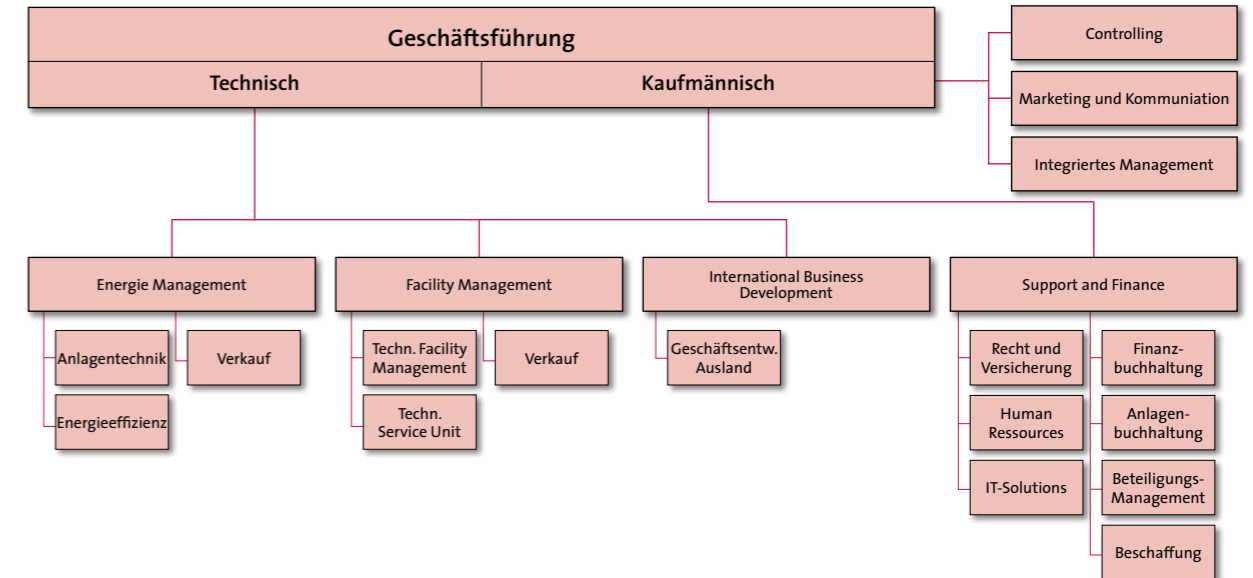 Geschäftsführung
Technisch
Kaufmännisch
Controlling
Marketing und Kommuniation
Integriertes Management
Energie Management
Facility Management
International Business
Development
Support and Finance
Anlagentechnik
Verkauf
Energieeffizienz
Techn. Facility
Management
Verkauf
Techn.
Service Unit
Geschäftsentw.
Ausland
Recht und
Versicherung
Finanz-
buchhaltung
Human
Ressources
Anlagen-
buchhaltung
IT-Solutions
Beteiligungs-
Management
Beschaffung